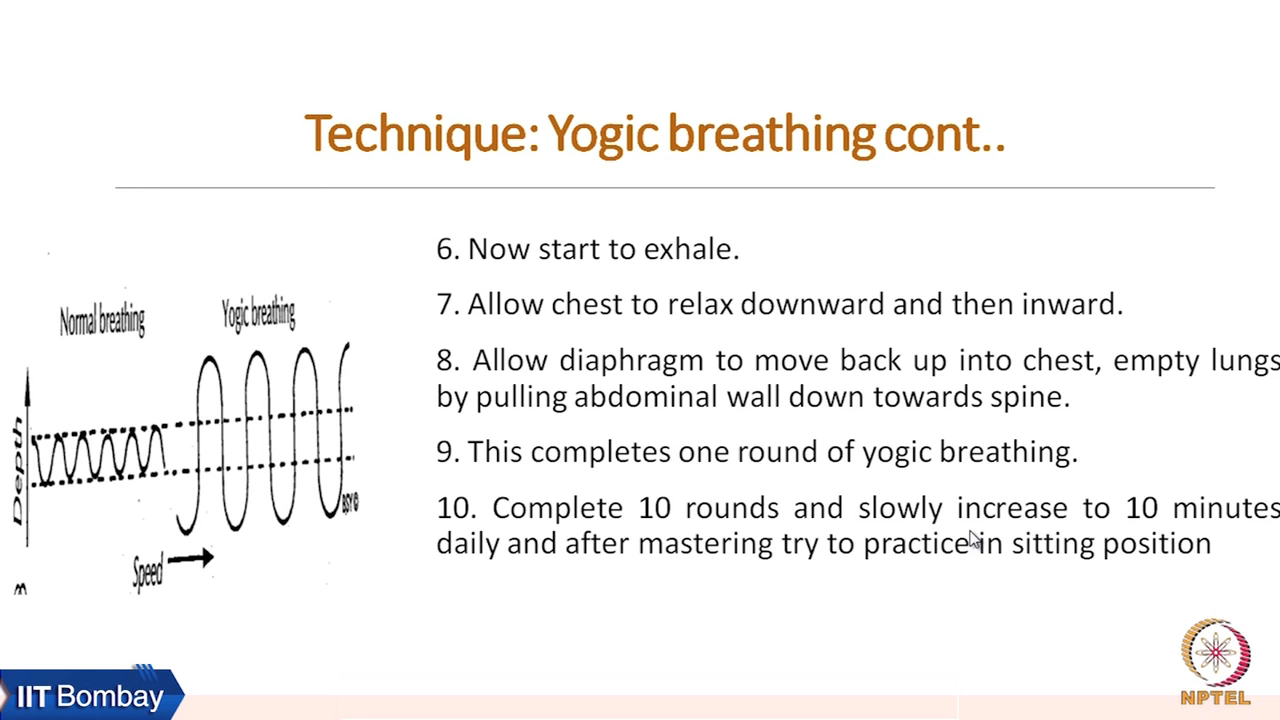 Technique: Yogic breathing cont..
Normal breathing
Yogic breathing
Depth
Speed
BSY©
6. Now start to exhale.
7. Allow chest to relax downward and then inward.
8. Allow diaphragm to move back up into chest, empty lungs
by pulling abdominal wall down towards spine.
9. This completes one round of yogic breathing.
10. Complete 10 rounds and slowly increase to 10 minutes
daily and after mastering try to practice in sitting position
IIT Bombay
NPTEL